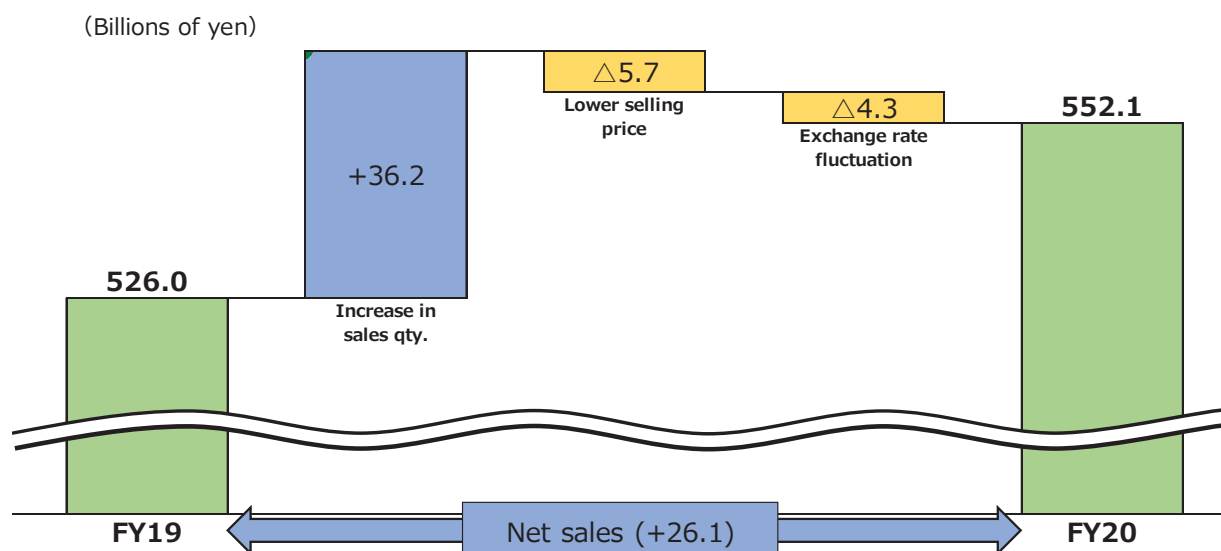 (Billions of yen)
△5.7
Lower selling
price
△4.3
Exchange rate
fluctuation
552.1
+36.2
526.0
Increase in
sales qty.
FY19
Net sales (+26.1)
FY20